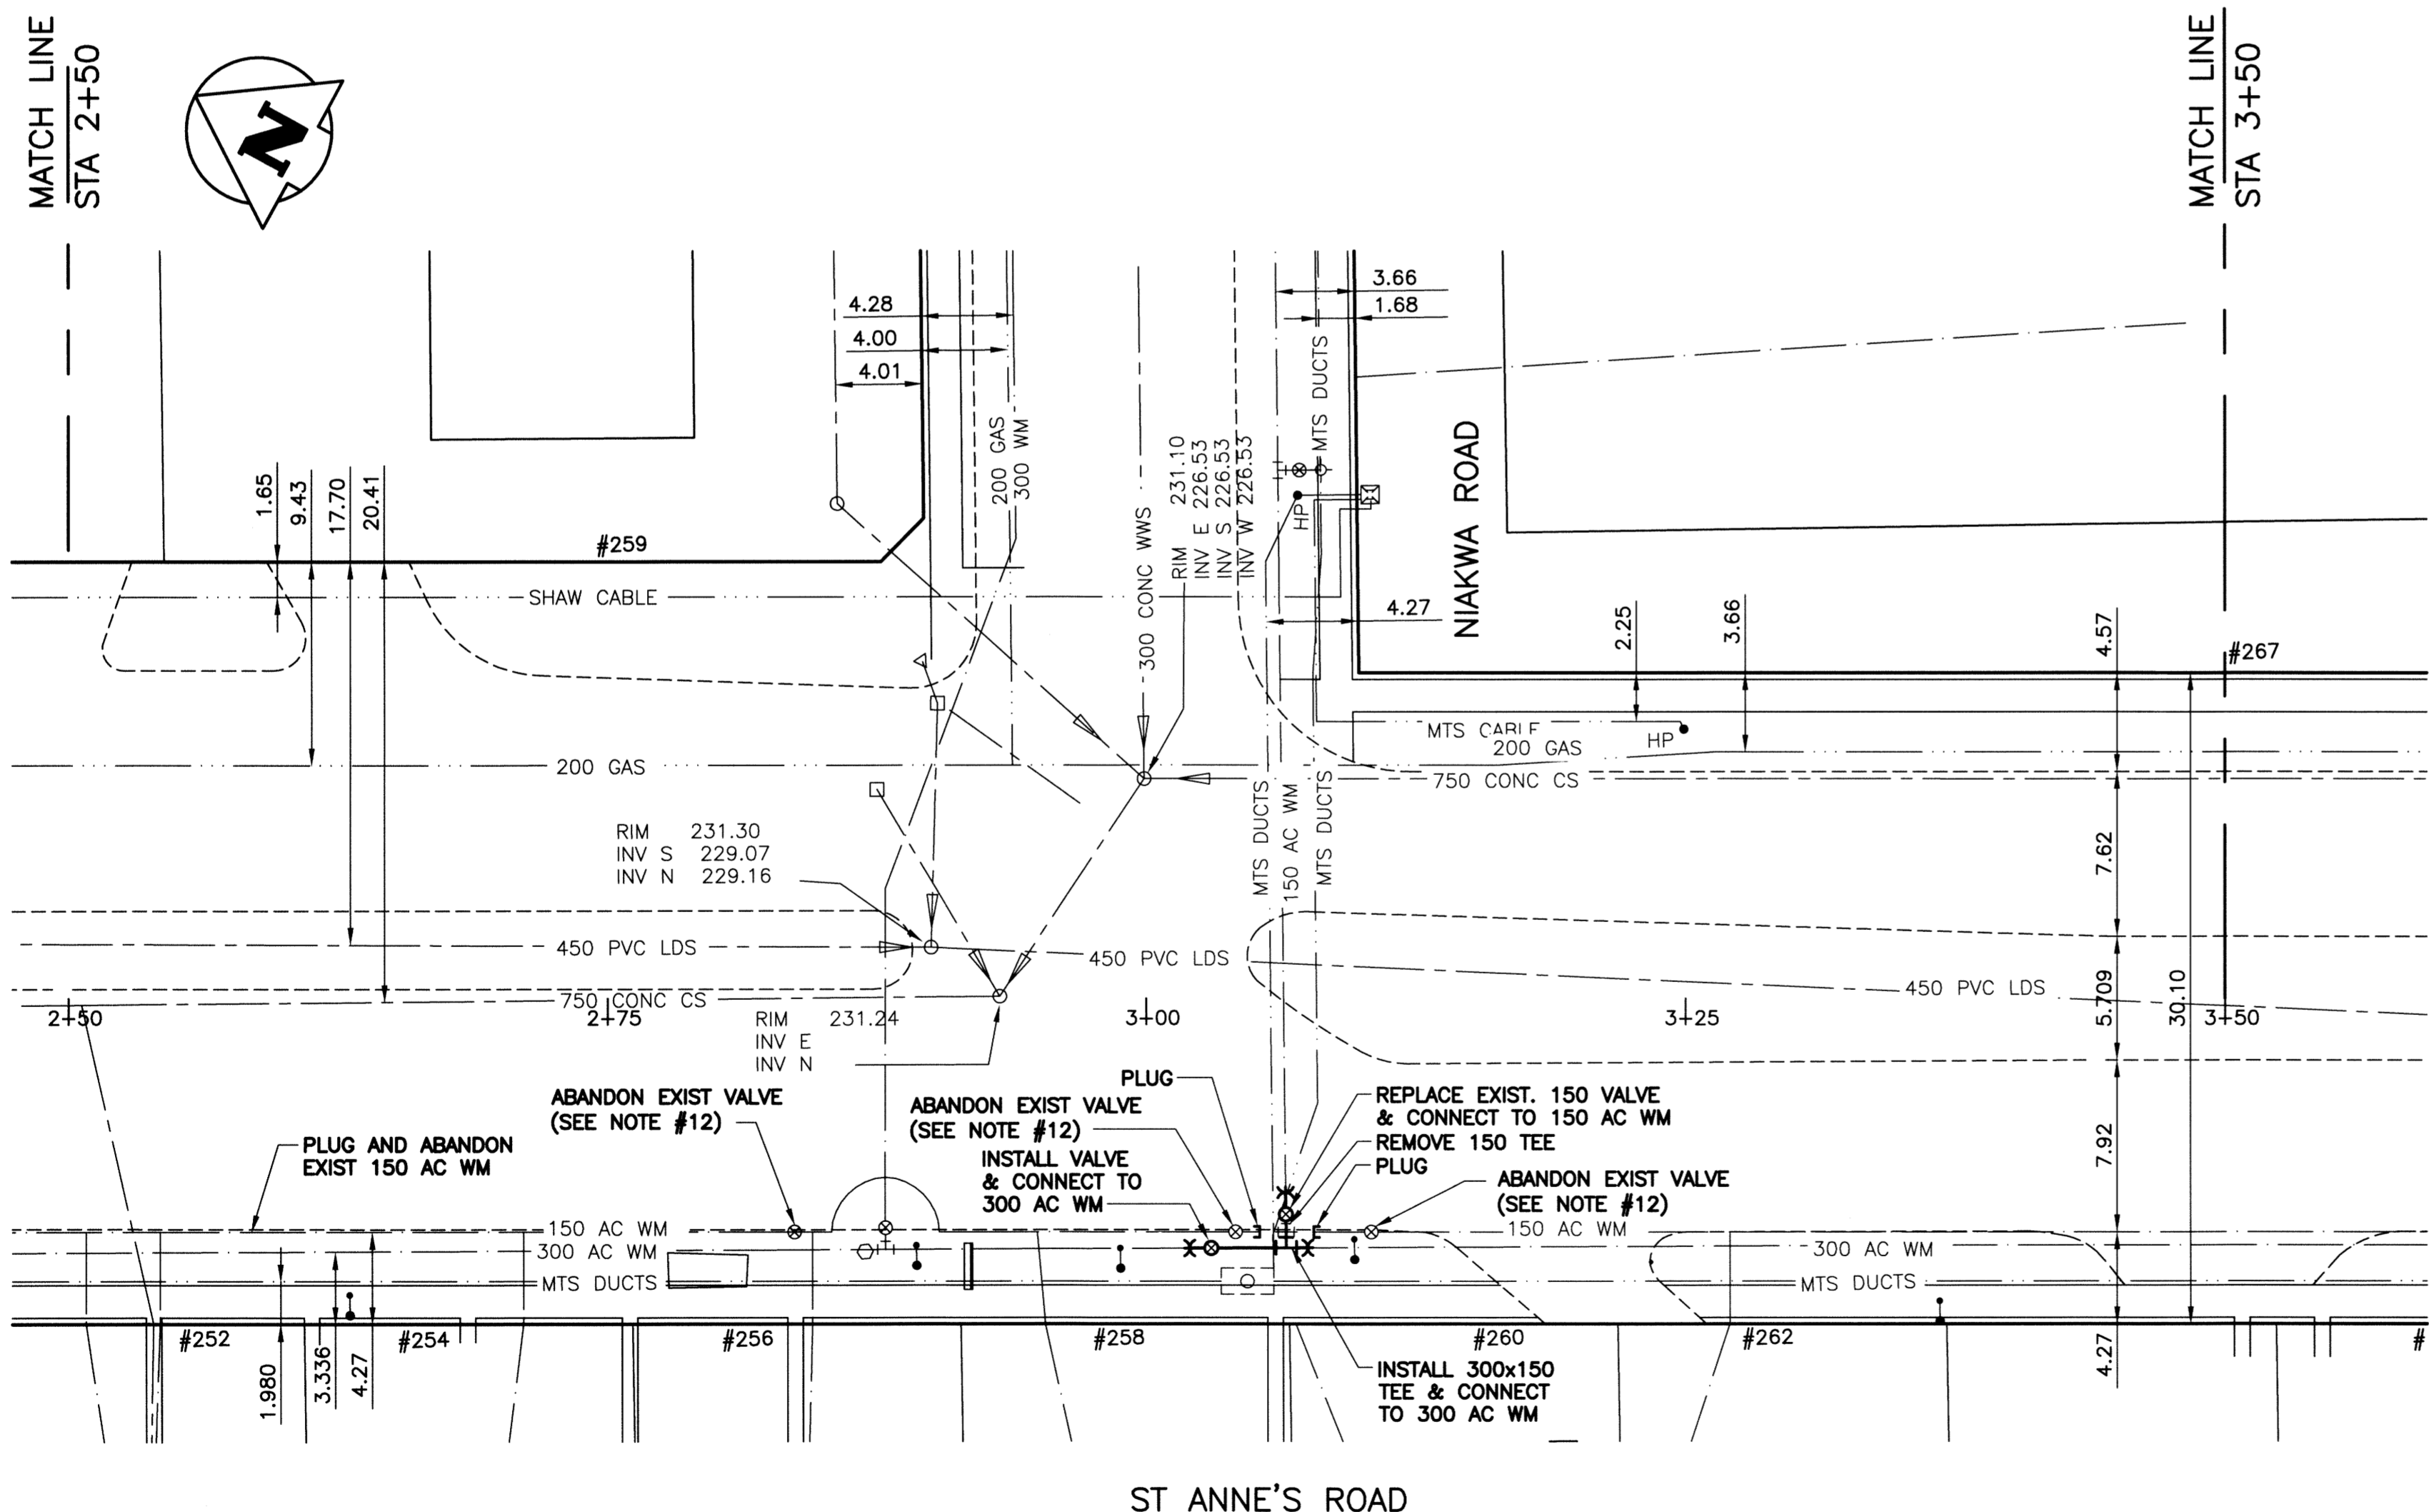 MATCH LINE
STA 2+50
N
MATCH LINE
STA 3+50
4.28
4.00
4.01
3.66
1.68
MTS DUCTS
200 GAS
300 WM
RIM 231.10
INV E 226.53
INV S 226.53
INV W 226.53
HP
NIAKWA ROAD
1.65
9.43
17.70
20.41
#259
SHAW CABLE
300 CONC WWS
4.27
2.25
3.66
4.57
#267
MTS CABLE
200 GAS
HP
200 GAS
750 CONC CS
MTS DUCTS
150 AC WM
MTS DUCTS
RIM 231.30
INV S 229.07
INV N 229.16
7.62
450 PVC LDS
450 PVC LDS
450 PVC LDS
5.709
30.10
750 CONC CS
2+50
2+75
3+00
3+25
3+50
RIM 231.24
INV E
INV N
PLUG
ABANDON EXIST VALVE
(SEE NOTE #12)
ABANDON EXIST VALVE
(SEE NOTE #12)
REPLACE EXIST. 150 VALVE
& CONNECT TO 150 AC WM
REMOVE 150 TEE
PLUG
7.92
PLUG AND ABANDON
EXIST 150 AC WM
INSTALL VALVE
& CONNECT TO
300 AC WM
ABANDON EXIST VALVE
(SEE NOTE #12)
150 AC WM
300 AC WM
MTS DUCTS
150 AC WM
300 AC WM
MTS DUCTS
#252
#254
#256
#258
#260
#262
#
1.980
3.336
4.27
4.27
INSTALL 300x150
TEE & CONNECT
TO 300 AC WM
ST ANNE'S ROAD